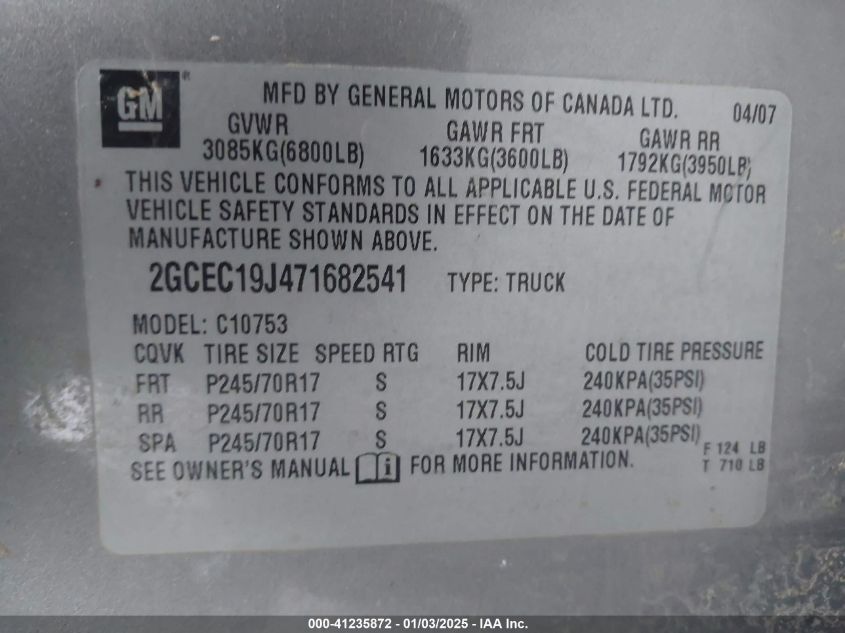 GM ®
MFD BY GENERAL MOTORS OF CANADA LTD. 04/07
GVWR GAWR FRT GAWR RR
3085KG(6800LB) 1633KG(3600LB) 1792KG(3950LB)
THIS VEHICLE CONFORMS TO ALL APPLICABLE U.S. FEDERAL MOTOR
VEHICLE SAFETY STANDARDS IN EFFECT ON THE DATE OF
MANUFACTURE SHOWN ABOVE.
2GCEC19J471682541 TYPE: TRUCK
MODEL: C10753
CQVK TIRE SIZE SPEED RTG RIM COLD TIRE PRESSURE
FRT P245/70R17 S 17X7.5J 240KPA(35PSI)
RR P245/70R17 S 17X7.5J 240KPA(35PSI)
SPA P245/70R17 S 17X7.5J 240KPA(35PSI)
F 124 LB
SEE OWNER'S MANUAL i FOR MORE INFORMATION. T 710 LB
000-41235872 - 01/03/2025 - IAA Inc.